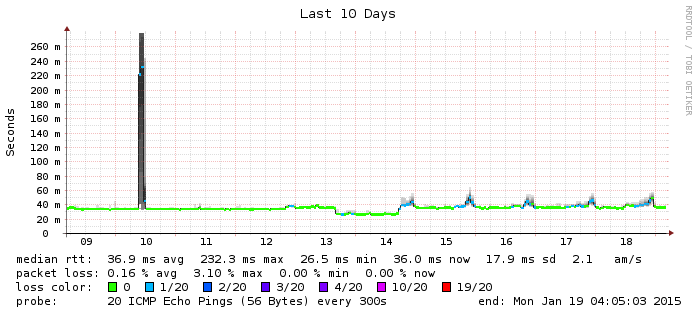 Last 10 Days
RRDTOOL / TOBI OETIKER
Seconds
260 m
240 m
220 m
200 m
180 m
160 m
140 m
120 m
100 m
80 m
60 m
40 m
20 m
0
09 10 11 12 13 14 15 16 17 18
median rtt: 36.9 ms avg 232.3 ms max 26.5 ms min 36.0 ms now 17.9 ms sd 2.1 am/s
packet loss: 0.16 % avg 3.10 % max 0.00 % min 0.00 % now
loss color: 0 1/20 2/20 3/20 4/20 10/20 19/20
probe: 20 ICMP Echo Pings (56 Bytes) every 300s end: Mon Jan 19 04:05:03 2015